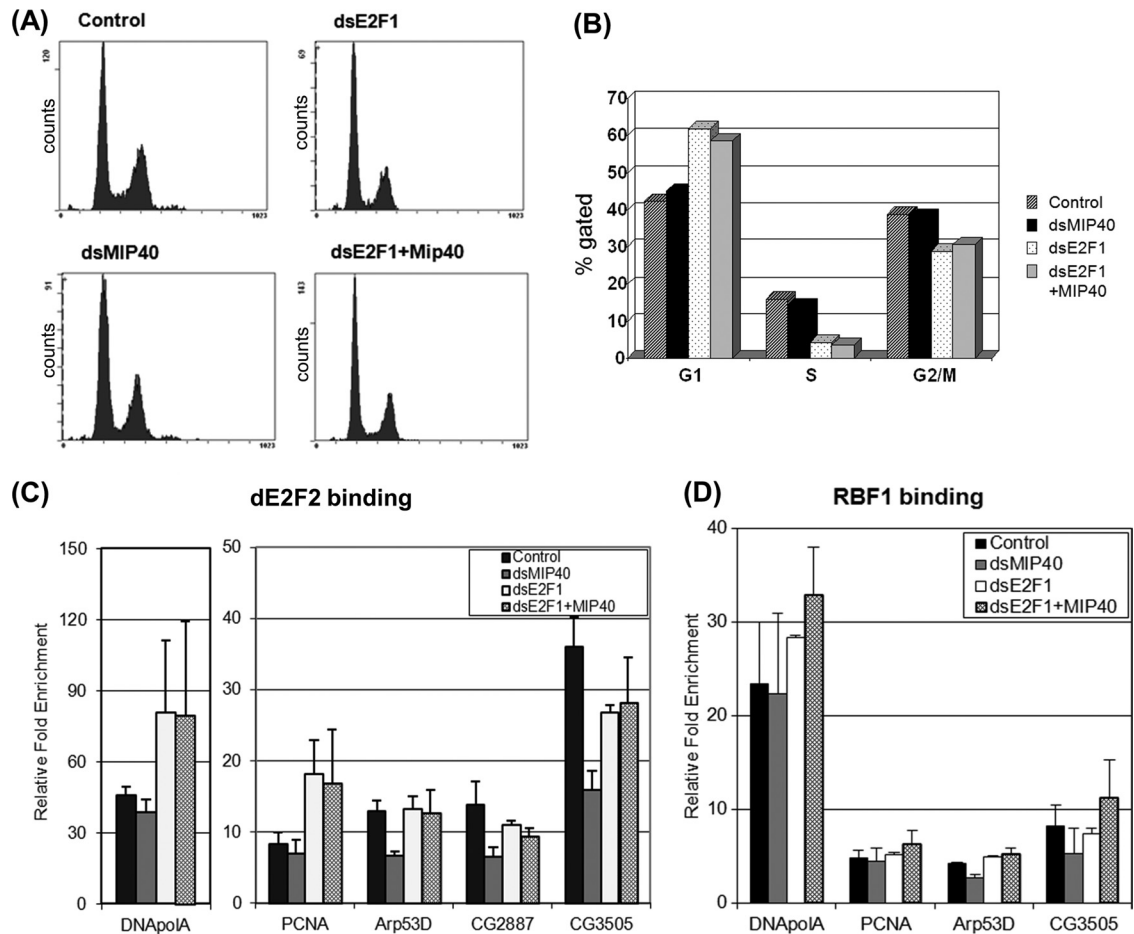 (A)
Control
120
counts
0
1023
dsE2F1
69
0
1023
dsMIP40
91
counts
0
1023
dsE2F1+Mip40
143
counts
0
1023
(B)
% gated
70
60
50
40
30
20
10
0
G1
S
G2/M
Control
dsMIP40
dsE2F1
dsE2F1
+MIP40
(C)
dE2F2 binding
Relative Fold Enrichment
150
120
90
60
30
0
DNApolA
50
40
30
20
10
0
Control
dsMIP40
dsE2F1
dsE2F1+MIP40
PCNA
Arp53D
CG2887
CG3505
(D)
RBF1 binding
Relative Fold Enrichment
40
30
20
10
0
Control
dsMIP40
dsE2F1
dsE2F1+MIP40
DNApolA
PCNA
Arp53D
CG3505